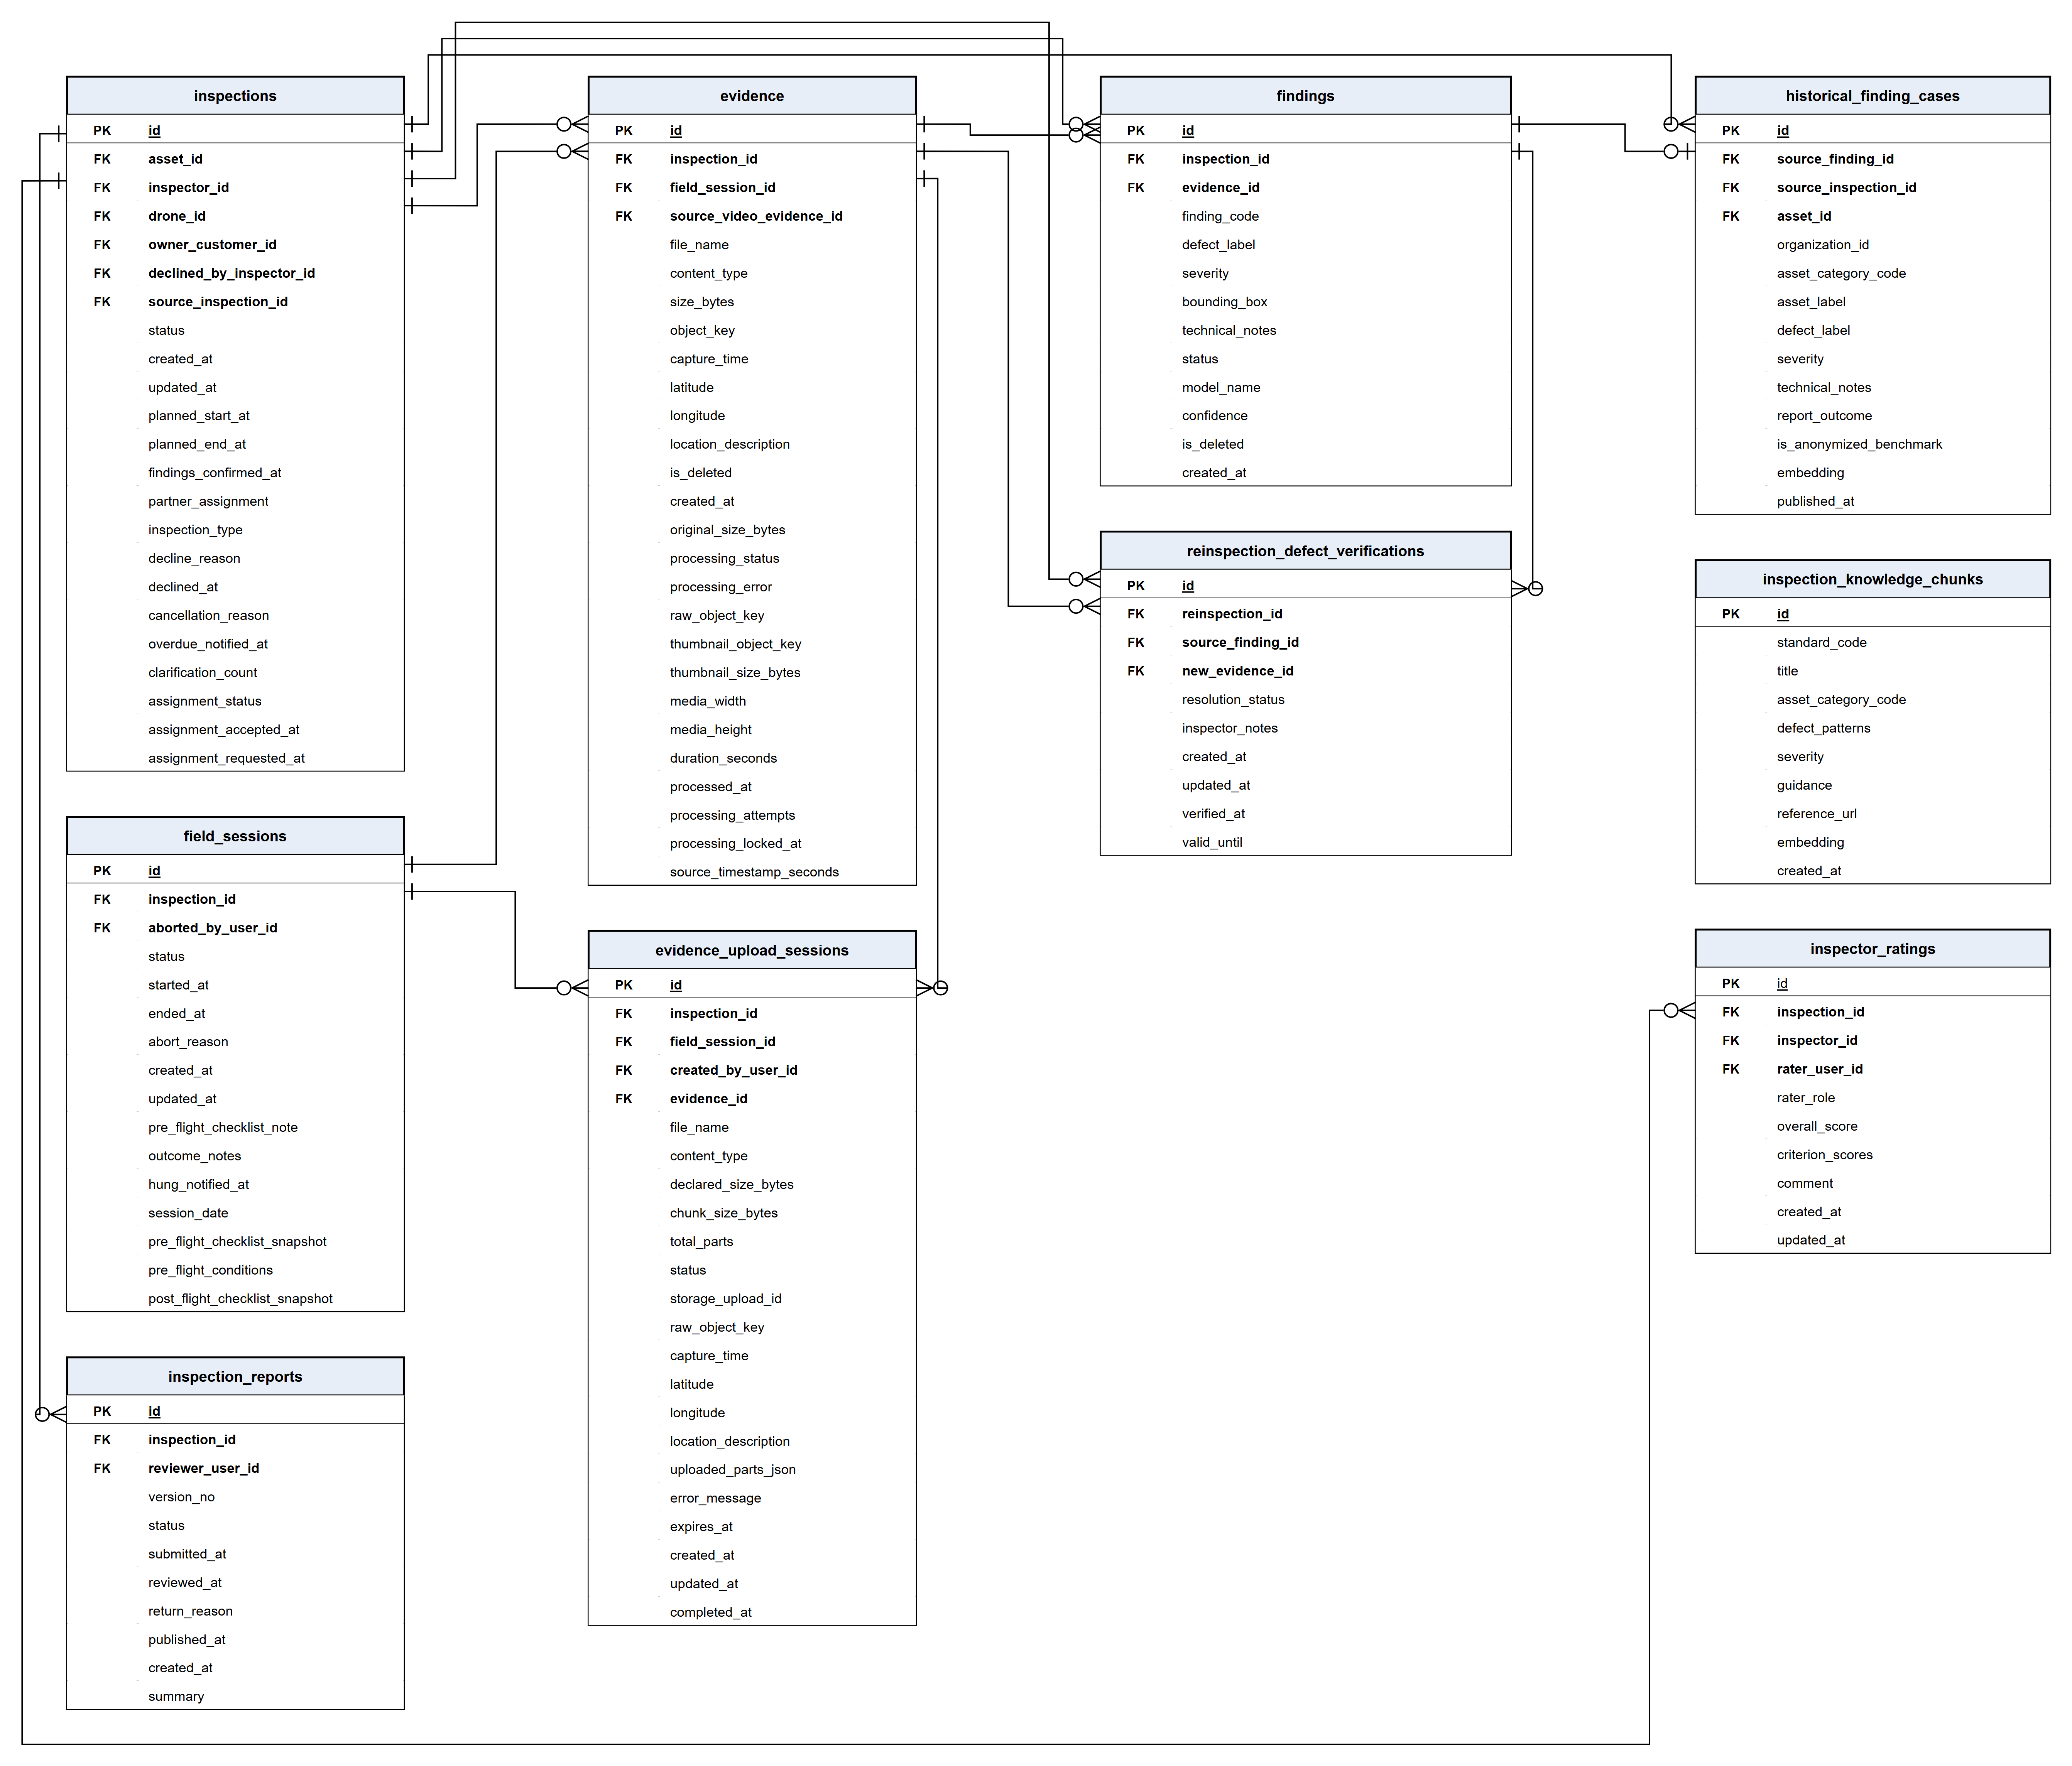 inspections
PK id
FK asset_id
FK inspector_id
FK drone_id
FK owner_customer_id
FK declined_by_inspector_id
FK source_inspection_id
status
created_at
updated_at
planned_start_at
planned_end_at
findings_confirmed_at
partner_assignment
inspection_type
decline_reason
declined_at
cancellation_reason
overdue_notified_at
clarification_count
assignment_status
assignment_accepted_at
assignment_requested_at
field_sessions
PK id
FK inspection_id
FK aborted_by_user_id
status
started_at
ended_at
abort_reason
created_at
updated_at
pre_flight_checklist_note
outcome_notes
hung_notified_at
session_date
pre_flight_checklist_snapshot
pre_flight_conditions
post_flight_checklist_snapshot
inspection_reports
PK id
FK inspection_id
FK reviewer_user_id
version_no
status
submitted_at
reviewed_at
return_reason
published_at
created_at
summary
evidence
PK id
FK inspection_id
FK field_session_id
FK source_video_evidence_id
file_name
content_type
size_bytes
object_key
capture_time
latitude
longitude
location_description
is_deleted
created_at
original_size_bytes
processing_status
processing_error
raw_object_key
thumbnail_object_key
thumbnail_size_bytes
media_width
media_height
duration_seconds
processed_at
processing_attempts
processing_locked_at
source_timestamp_seconds
evidence_upload_sessions
PK id
FK inspection_id
FK field_session_id
FK created_by_user_id
FK evidence_id
file_name
content_type
declared_size_bytes
chunk_size_bytes
total_parts
status
storage_upload_id
raw_object_key
capture_time
latitude
longitude
location_description
uploaded_parts_json
error_message
expires_at
created_at
updated_at
completed_at
findings
PK id
FK inspection_id
FK evidence_id
finding_code
defect_label
severity
bounding_box
technical_notes
status
model_name
confidence
is_deleted
created_at
reinspection_defect_verifications
PK id
FK reinspection_id
FK source_finding_id
FK new_evidence_id
resolution_status
inspector_notes
created_at
updated_at
verified_at
valid_until
historical_finding_cases
PK id
FK source_finding_id
FK source_inspection_id
FK asset_id
organization_id
asset_category_code
asset_label
defect_label
severity
technical_notes
report_outcome
is_anonymized_benchmark
embedding
published_at
inspection_knowledge_chunks
PK id
standard_code
title
asset_category_code
defect_patterns
severity
guidance
reference_url
embedding
created_at
inspector_ratings
PK id
FK inspection_id
FK inspector_id
FK rater_user_id
rater_role
overall_score
criterion_scores
comment
created_at
updated_at